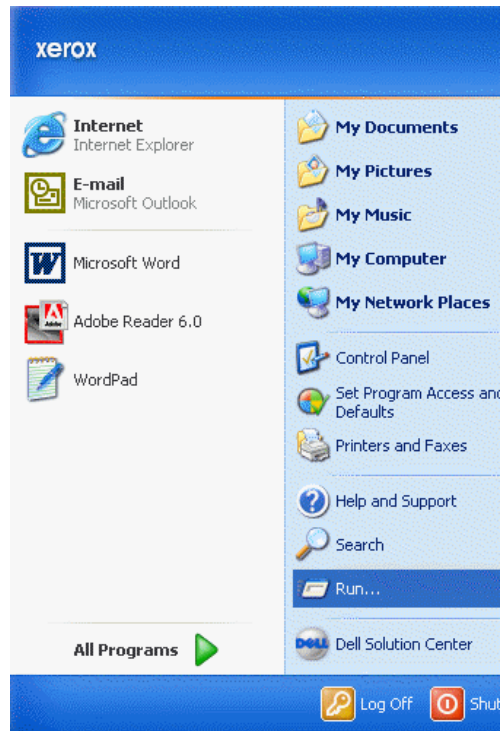 xerox
Internet
Internet Explorer
E-mail
Microsoft Outlook
Microsoft Word
Adobe Reader 6.0
WordPad
All Programs
My Documents
My Pictures
My Music
My Computer
My Network Places
Control Panel
Set Program Access and
Defaults
Printers and Faxes
Help and Support
Search
Run...
DELL
Dell Solution Center
Log Off
Shut